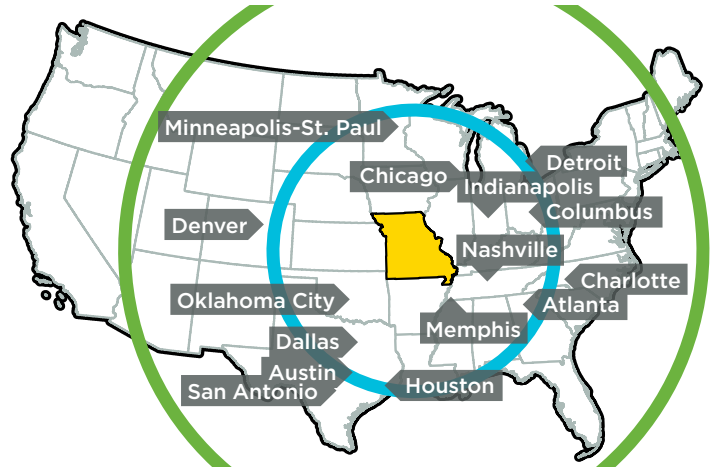 Minneapolis-St. Paul
Detroit
Chicago
Indianapolis
Columbus
Denver
Nashville
Charlotte
Oklahoma City
Atlanta
Memphis
Dallas
Austin
San Antonio
Houston